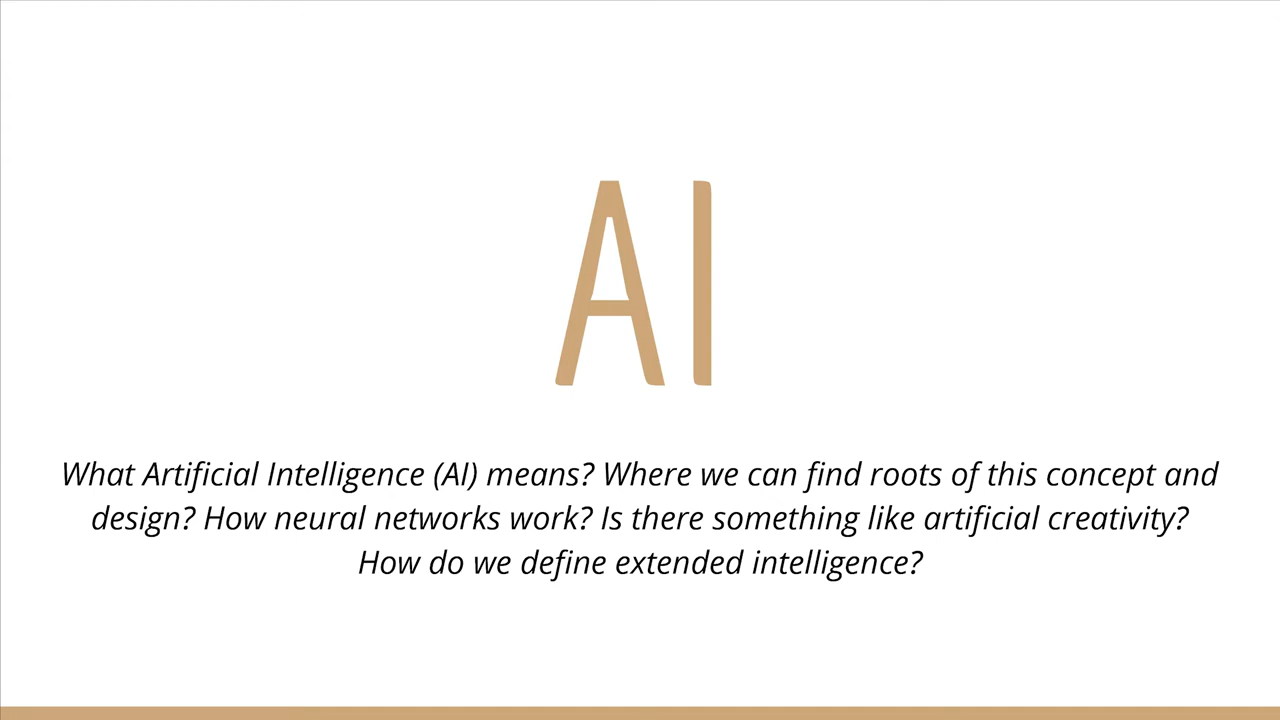 AI
What Artificial Intelligence (AI) means? Where we can find roots of this concept and
design? How neural networks work? Is there something like artificial creativity?
How do we define extended intelligence?